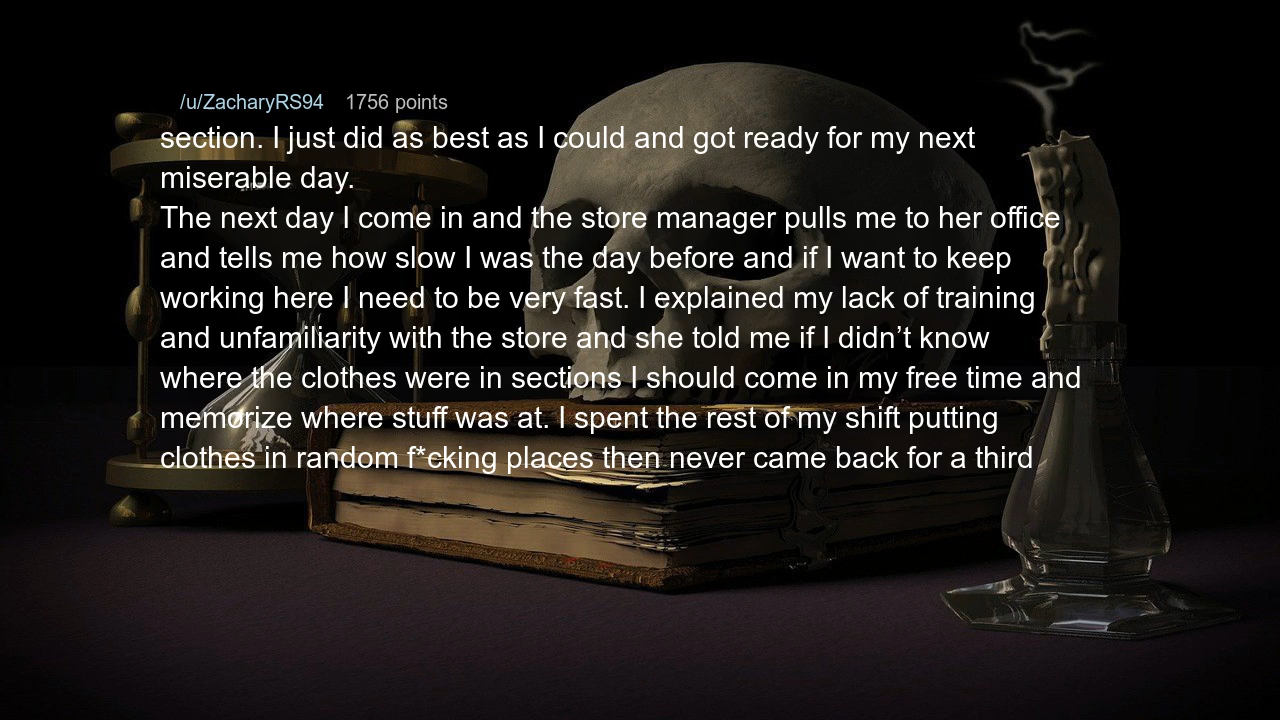 /u/ZacharyRS94 1756 points
section. I just did as best as I could and got ready for my next
miserable day.
The next day I come in and the store manager pulls me to her office
and tells me how slow I was the day before and if I want to keep
working here I need to be very fast. I explained my lack of training
and unfamiliarity with the store and she told me if I didn’t know
where the clothes were in sections I should come in my free time and
memorize where stuff was at. I spent the rest of my shift putting
clothes in random f*cking places then never came back for a third